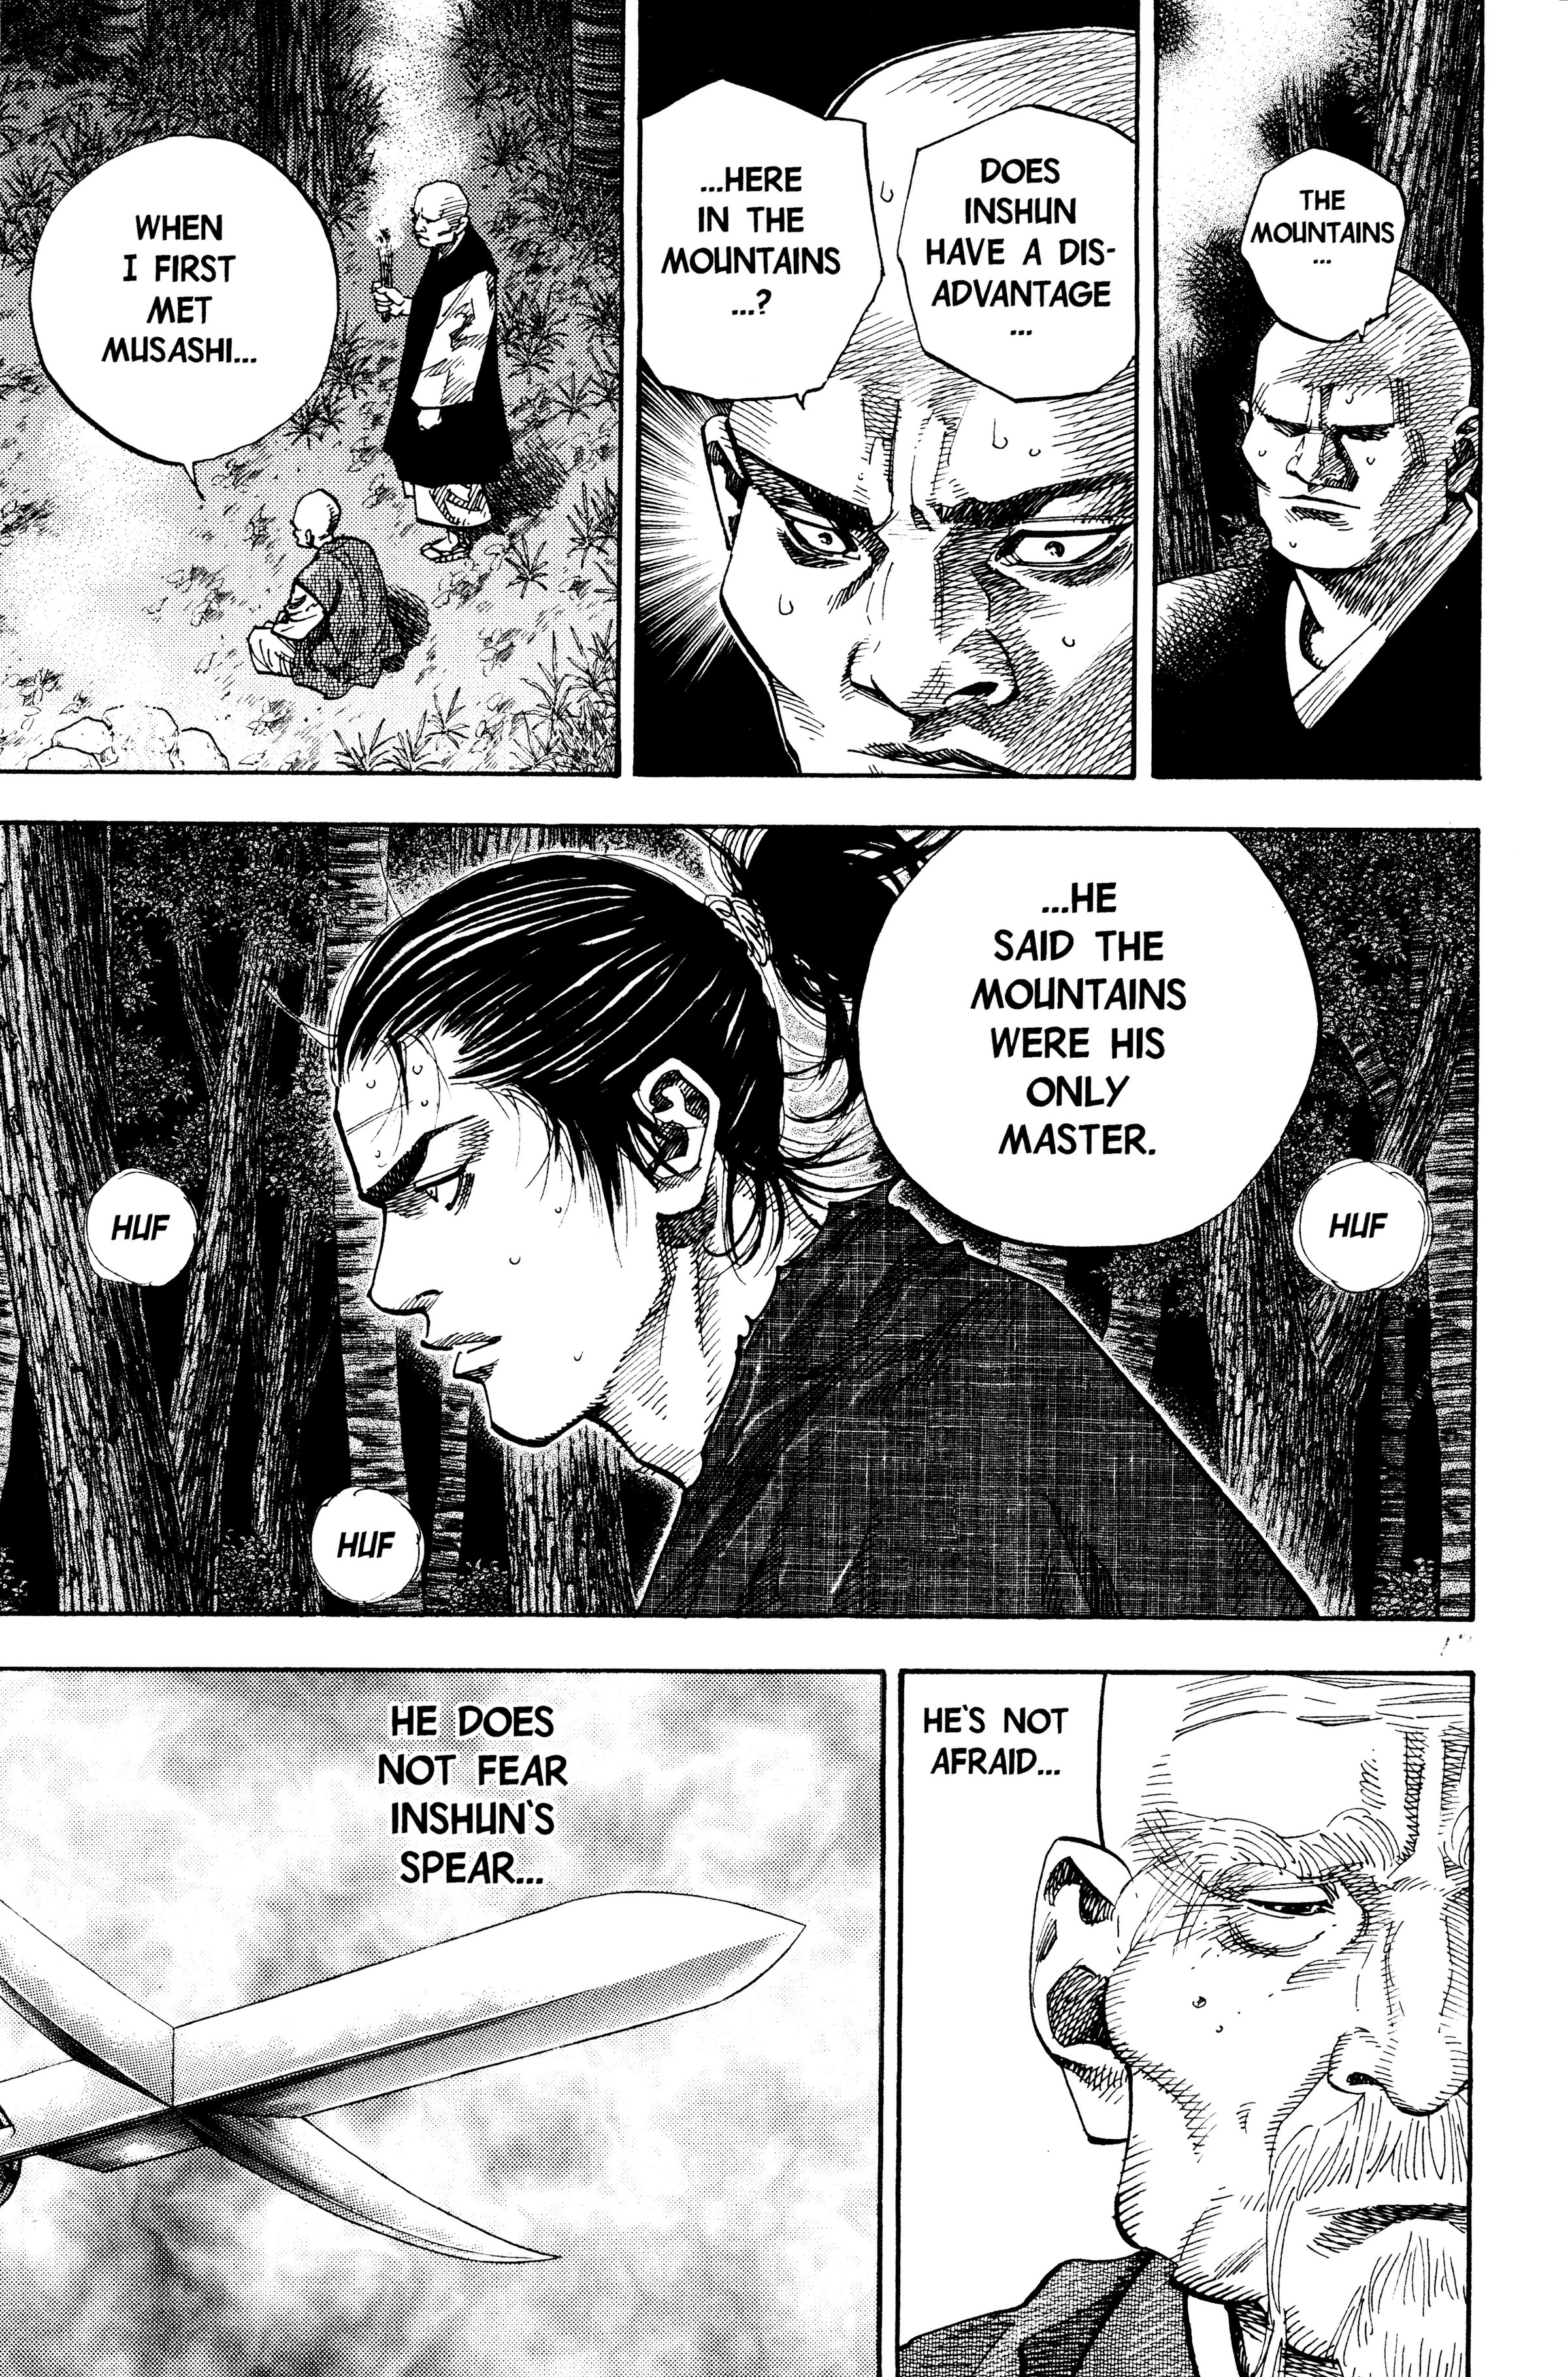 THE
MOUNTAINS
...
DOES
INSHUN
HAVE A DIS-
ADVANTAGE
...
...HERE
IN THE
MOUNTAINS
...?
WHEN
I FIRST
MET
MUSASHI...
...HE
SAID THE
MOUNTAINS
WERE HIS
ONLY
MASTER.
HUF
HUF
HUF
HE'S NOT
AFRAID...
HE DOES
NOT FEAR
INSHUN'S
SPEAR...